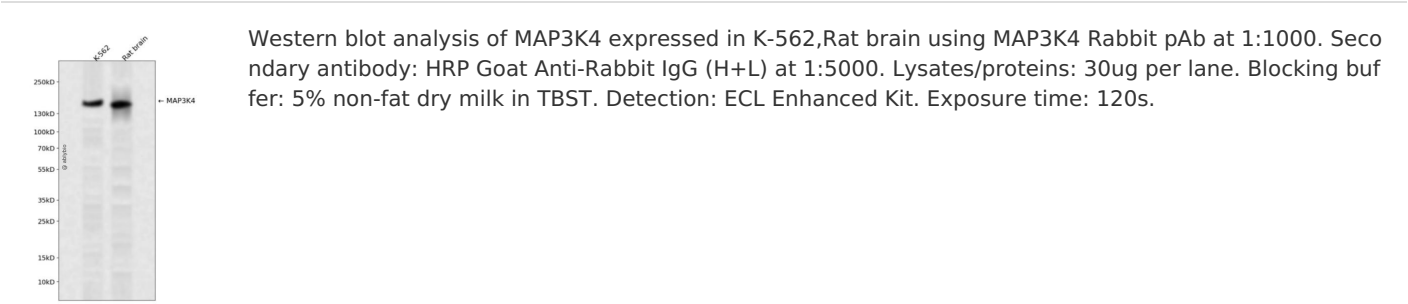 Western blot analysis of MAP3K4 expressed in K-562,Rat brain using MAP3K4 Rabbit pAb at 1:1000. Seco
ndary antibody: HRP Goat Anti-Rabbit IgG (H+L) at 1:5000. Lysates/proteins: 30ug per lane. Blocking buf
fer: 5% non-fat dry milk in TBST. Detection: ECL Enhanced Kit. Exposure time: 120s.
K-562
Rat brain
250kD
← MAP3K4
130kD
100kD
70kD
55kD
35kD
25kD
15kD
10kD